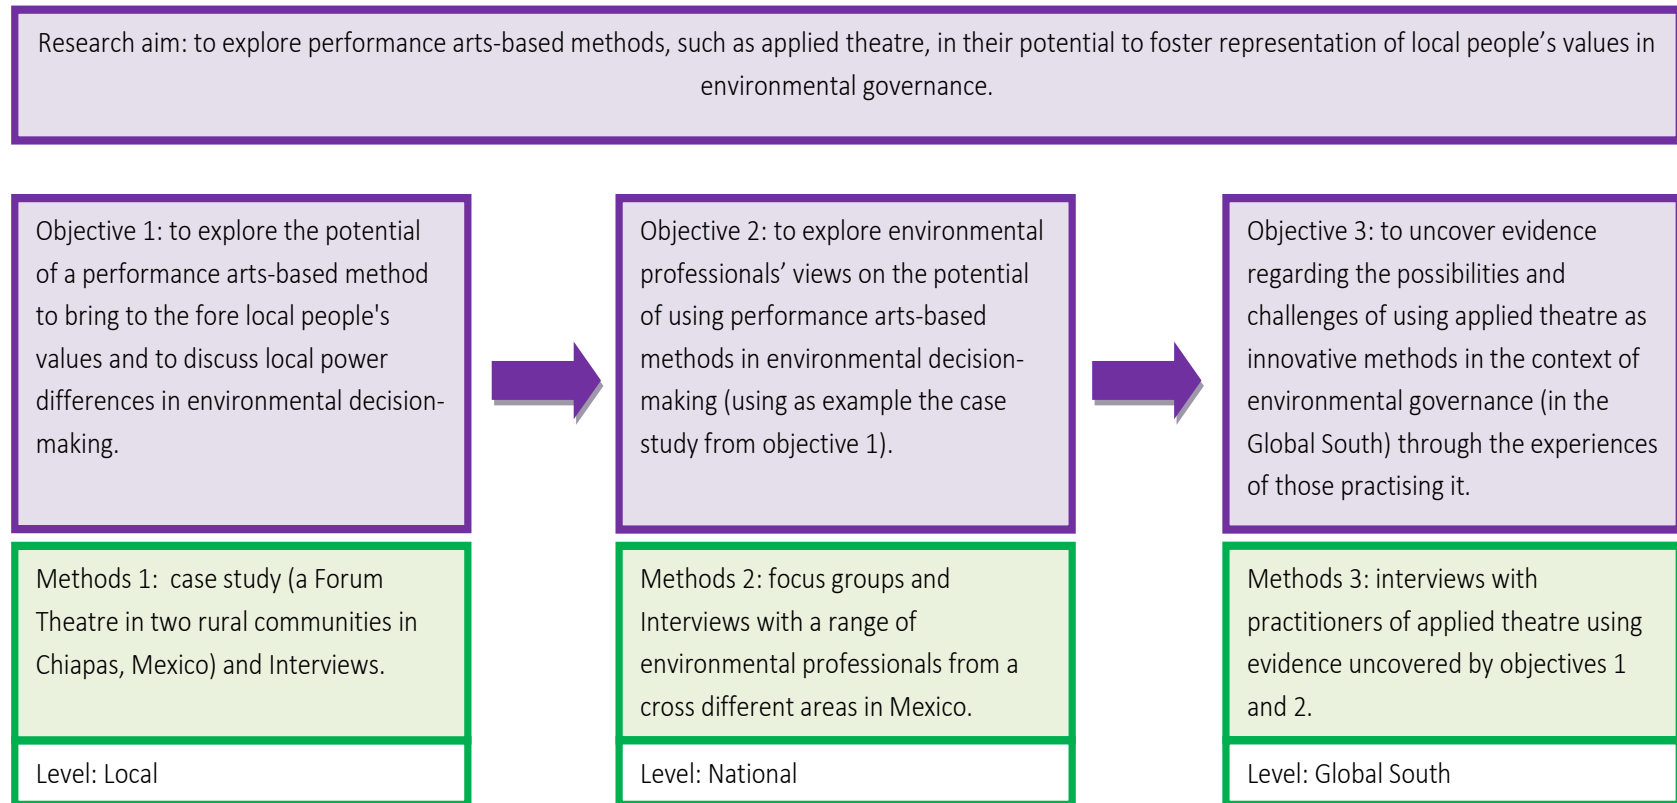 Research aim: to explore performance arts-based methods, such as applied theatre, in their potential to foster representation of local people’s values in
environmental governance.
Objective 1: to explore the potential
of a performance arts-based method
to bring to the fore local people's
values and to discuss local power
differences in environmental decision-
making.
Objective 2: to explore environmental
professionals’ views on the potential
of using performance arts-based
methods in environmental decision-
making (using as example the case
study from objective 1).
Objective 3: to uncover evidence
regarding the possibilities and
challenges of using applied theatre as
innovative methods in the context of
environmental governance (in the
Global South) through the experiences
of those practising it.
Methods 1:  case study (a Forum
Theatre in two rural communities in
Chiapas, Mexico) and Interviews.
Methods 2: focus groups and
Interviews with a range of
environmental professionals from a
cross different areas in Mexico.
Methods 3: interviews with
practitioners of applied theatre using
evidence uncovered by objectives 1
and 2.
Level: Local
Level: National
Level: Global South